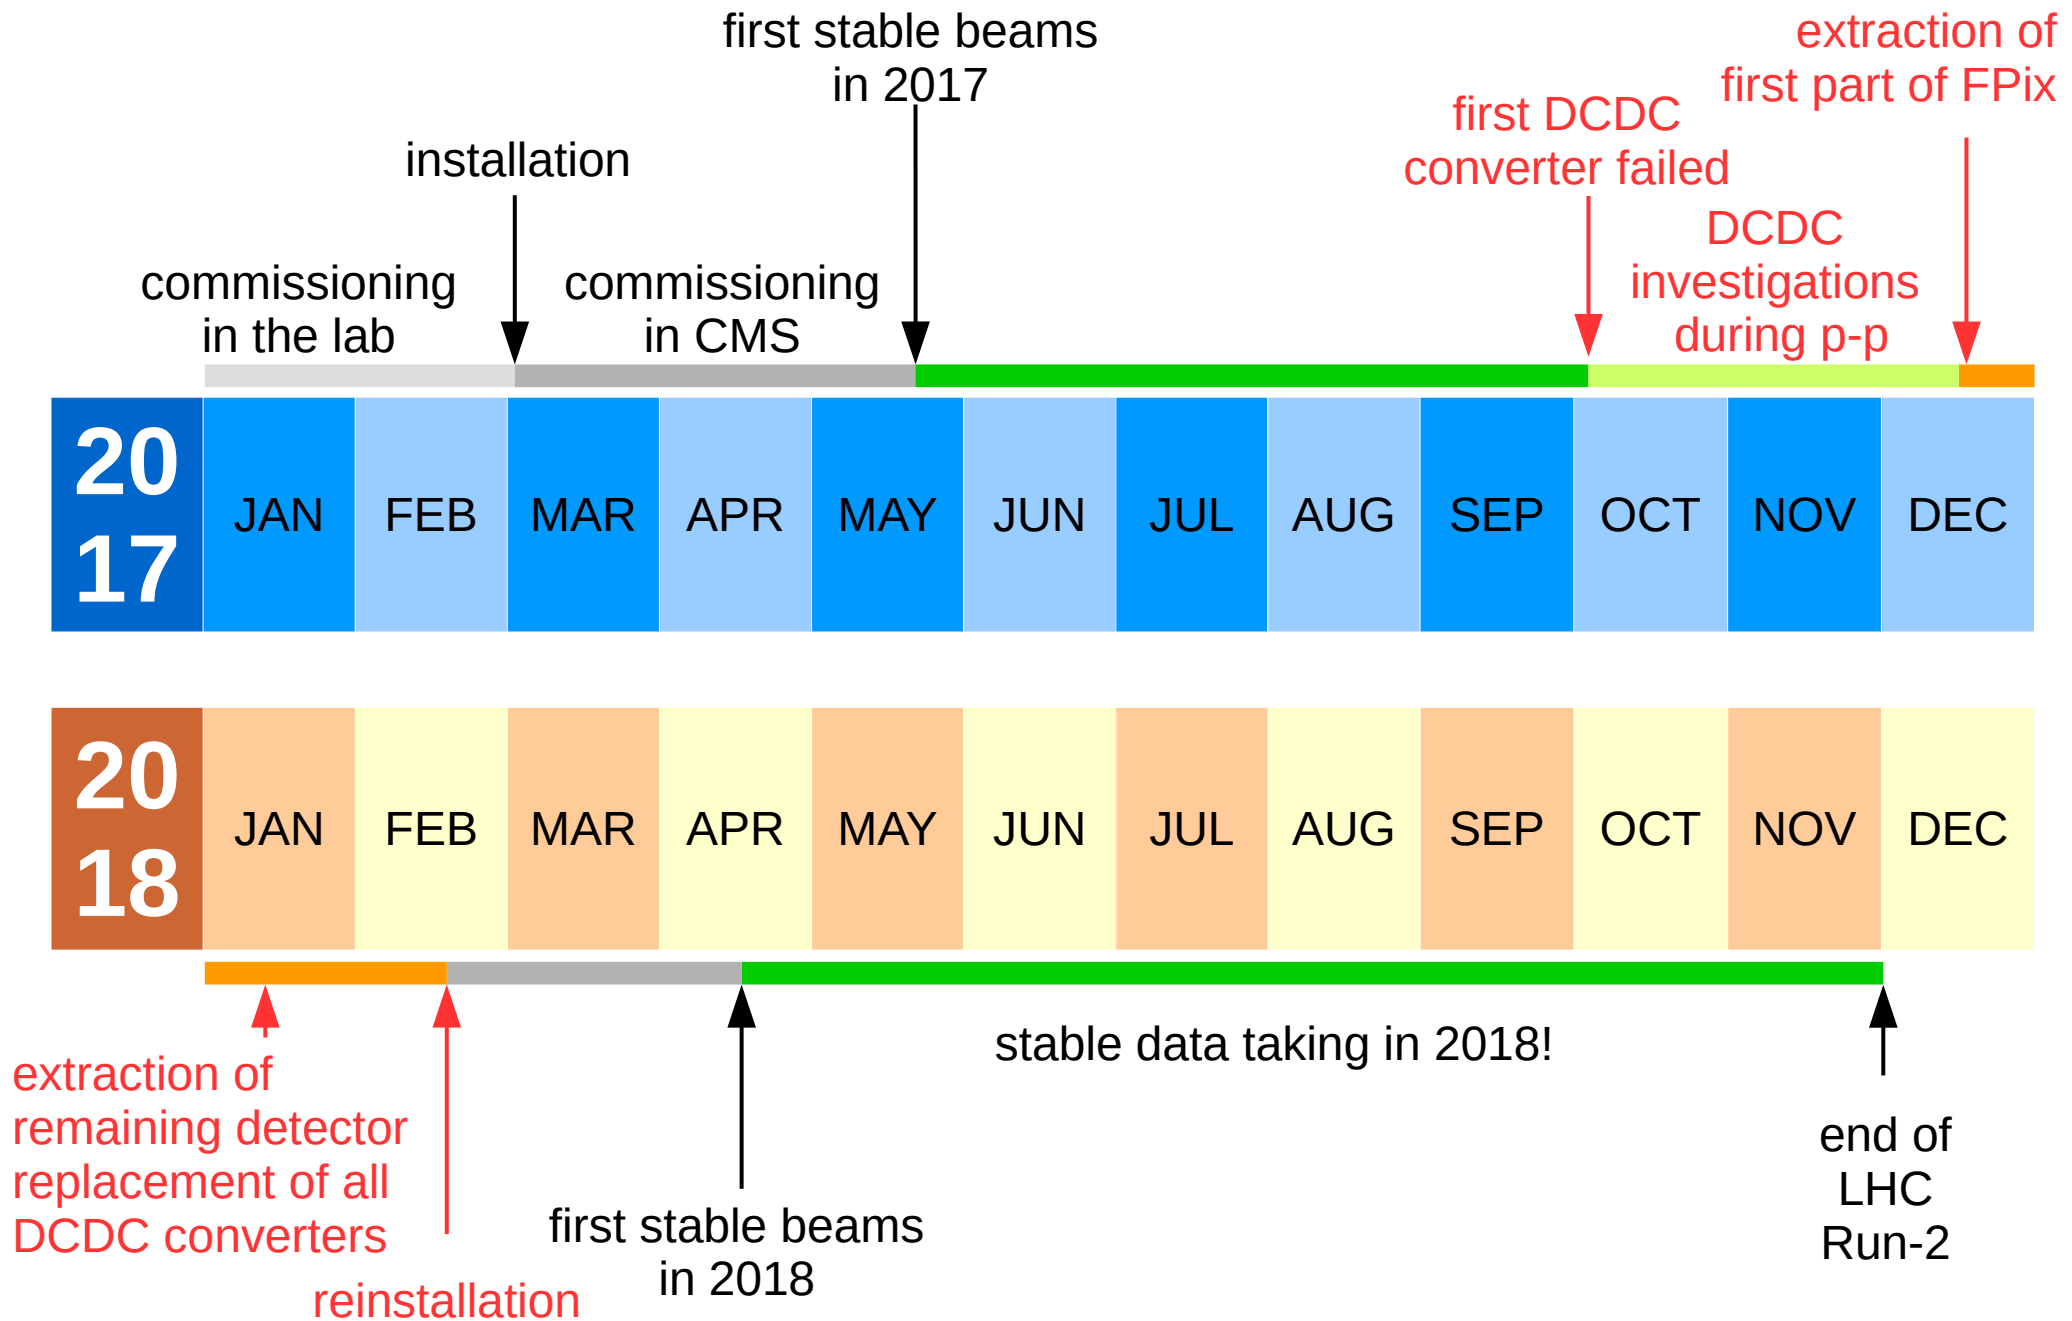 first stable beams
in 2017
extraction of
first part of FPix
first DCDC
converter failed
installation
DCDC
investigations
during p-p
commissioning
in the lab
commissioning
in CMS
20
17
JAN FEB MAR APR MAY JUN JUL AUG SEP OCT NOV DEC
20
18
JAN FEB MAR APR MAY JUN JUL AUG SEP OCT NOV DEC
extraction of
remaining detector
replacement of all
DCDC converters
reinstallation
first stable beams
in 2018
stable data taking in 2018!
end of
LHC
Run-2